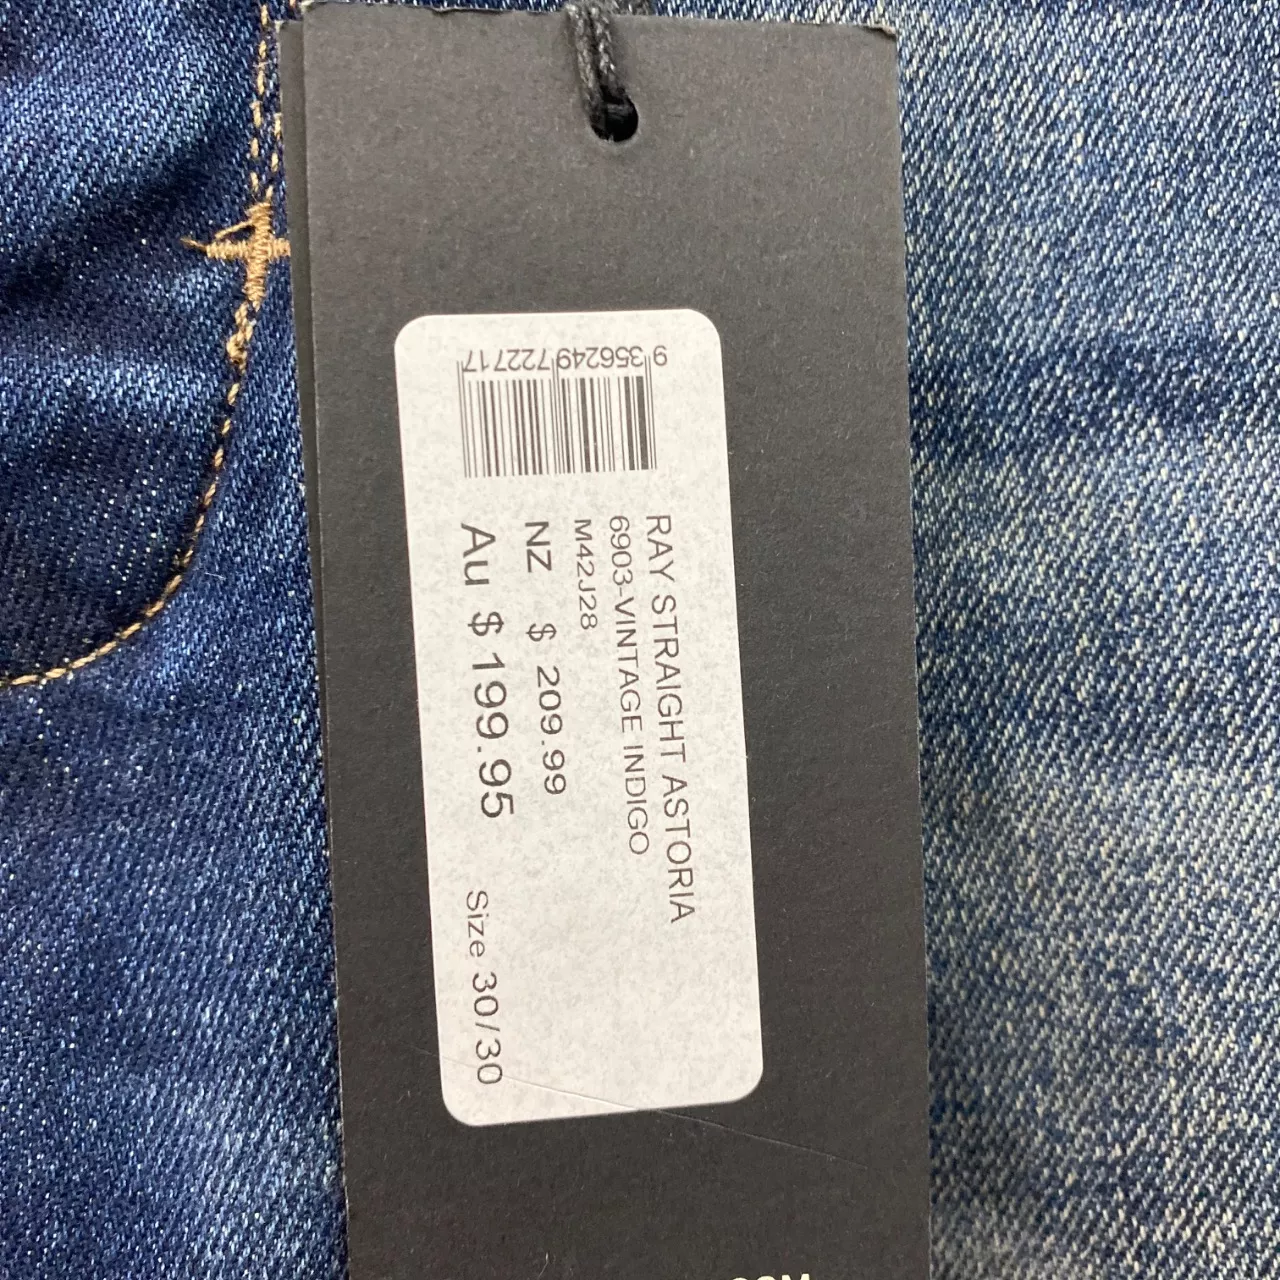 9 356249 722717
RAY STRAIGHT ASTORIA
6903-VINTAGE INDIGO
M42J28
NZ $ 209.99
Au $ 199.95 Size 30/30